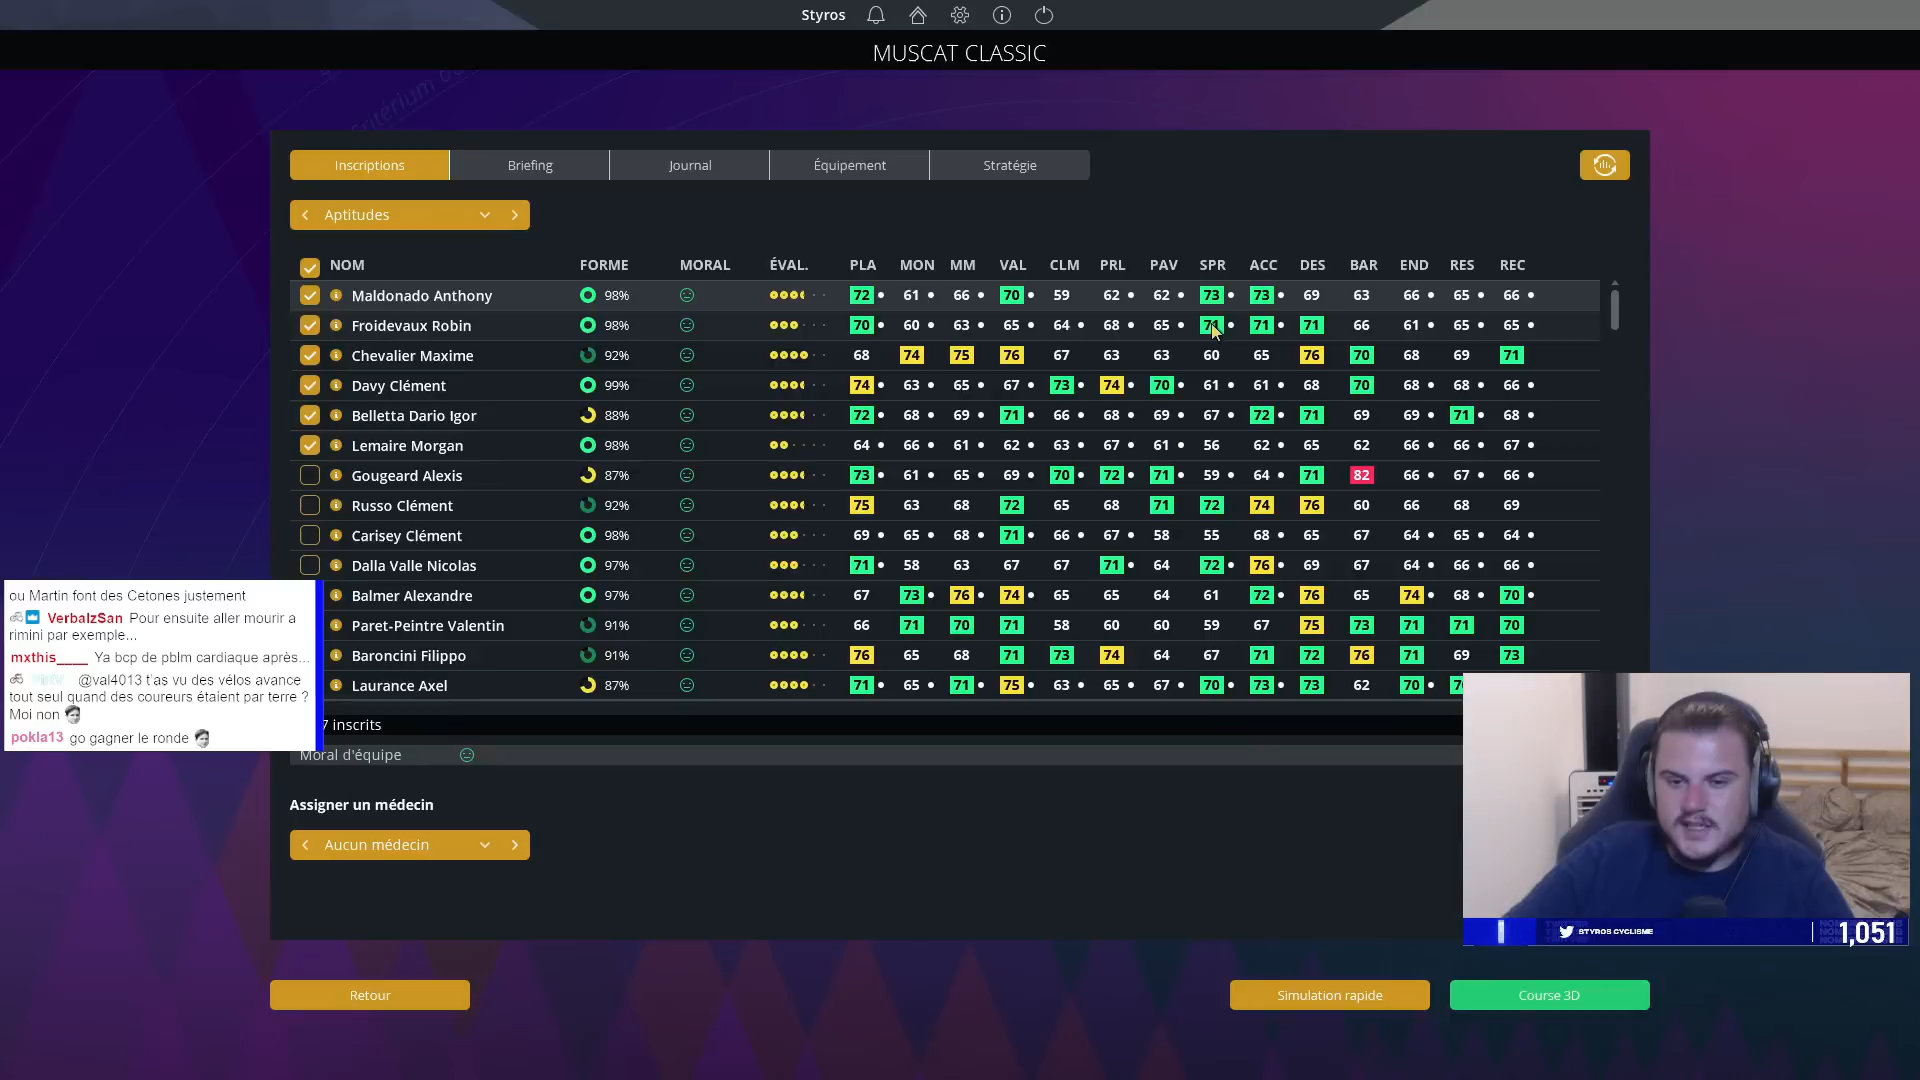 Styros
MUSCAT CLASSIC
Inscriptions Briefing Journal Équipement Stratégie
Aptitudes
NOM FORME MORAL ÉVAL. PLA MON MM VAL CLM PRL PAV SPR ACC DES BAR END RES REC
Maldonado Anthony 98% 72 61 66 70 59 62 62 73 73 69 63 66 65 66
Froidevaux Robin 98% 70 60 63 65 64 68 65 71 71 71 66 61 65 65
Chevalier Maxime 92% 68 74 75 76 67 63 63 60 65 76 70 68 69 71
Davy Clément 99% 74 63 65 67 73 74 70 61 61 68 70 68 68 66
Belletta Dario Igor 88% 72 68 69 71 66 68 69 67 72 71 69 69 71 68
Lemaire Morgan 98% 64 66 61 62 63 67 61 56 62 65 62 66 66 67
Gougeard Alexis 87% 73 61 65 69 70 72 71 59 64 71 82 66 67 66
Russo Clément 92% 75 63 68 72 65 68 71 72 74 76 60 66 68 69
Carisey Clément 98% 69 65 68 71 66 67 58 55 68 65 67 64 65 64
Dalla Valle Nicolas 97% 71 58 63 67 67 71 64 72 76 69 67 64 66 66
Balmer Alexandre 97% 67 73 76 74 65 65 64 61 72 76 65 74 68 70
Paret-Peintre Valentin 91% 66 71 70 71 58 60 60 59 67 75 73 71 71 70
Baroncini Filippo 91% 76 65 68 71 73 74 64 67 71 72 76 71 69 73
Laurance Axel 87% 71 65 71 75 63 65 67 70 73 73 62 70
7 inscrits
Moral d'équipe
Assigner un médecin
Aucun médecin
Retour Simulation rapide Course 3D
ou Martin font des Cetones justement
VerbalzSan Pour ensuite aller mourir a
rimini par exemple...
mxthis____ Ya bcp de pblm cardiaque après...
@val4013 t'as vu des vélos avance
tout seul quand des coureurs étaient par terre ?
Moi non
pokla13 go gagner le ronde
STYROS CYCLISME
1,051